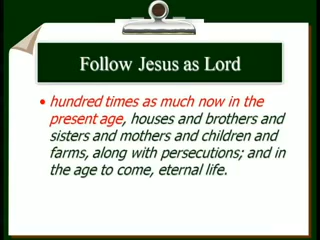 Follow Jesus as Lord
• hundred times as much now in the
present age, houses and brothers and
sisters and mothers and children and
farms, along with persecutions; and in
the age to come, eternal life.